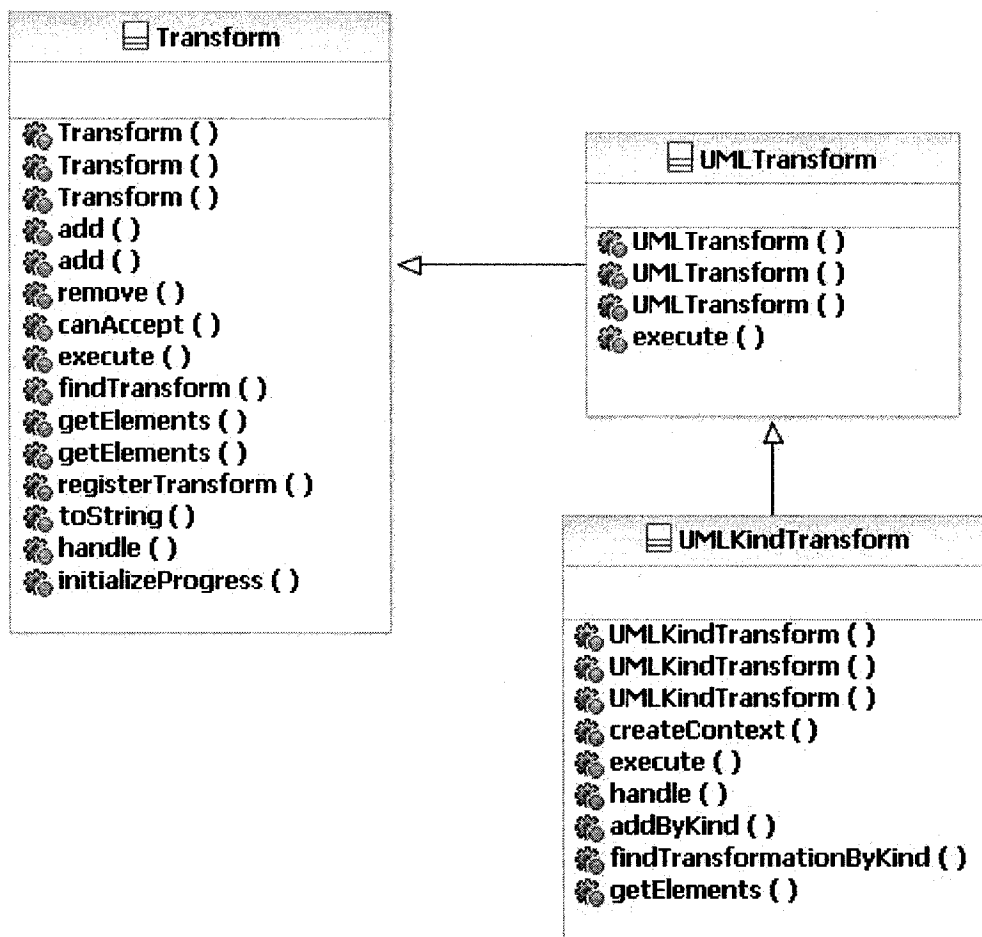 Transform
Transform ( )
Transform ( )
Transform ( )
add ( )
add ( )
remove ( )
canAccept ( )
execute ( )
findTransform ( )
getElements ( )
getElements ( )
registerTransform ( )
toString ( )
handle ( )
initializeProgress ( )
UMLTransform
UMLTransform ( )
UMLTransform ( )
UMLTransform ( )
execute ( )
UMLKindTransform
UMLKindTransform ( )
UMLKindTransform ( )
UMLKindTransform ( )
createContext ( )
execute ( )
handle ( )
addByKind ( )
findTransformationByKind ( )
getElements ( )